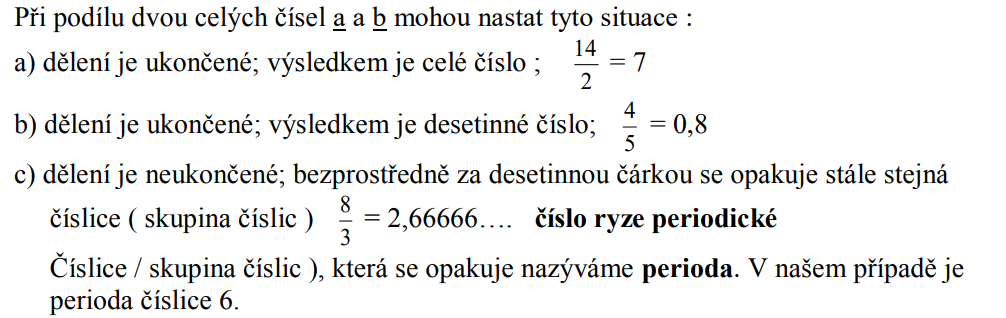 Při podílu dvou celých čísel a a b mohou nastat tyto situace :
a) dělení je ukončené; výsledkem je celé číslo ; 14/2 = 7
b) dělení je ukončené; výsledkem je desetinné číslo; 4/5 = 0,8
c) dělení je neukončené; bezprostředně za desetinnou čárkou se opakuje stále stejná
číslice ( skupina číslic ) 8/3 = 2,66666…. číslo ryze periodické
Číslice / skupina číslic ), která se opakuje nazýváme perioda. V našem případě je
perioda číslice 6.